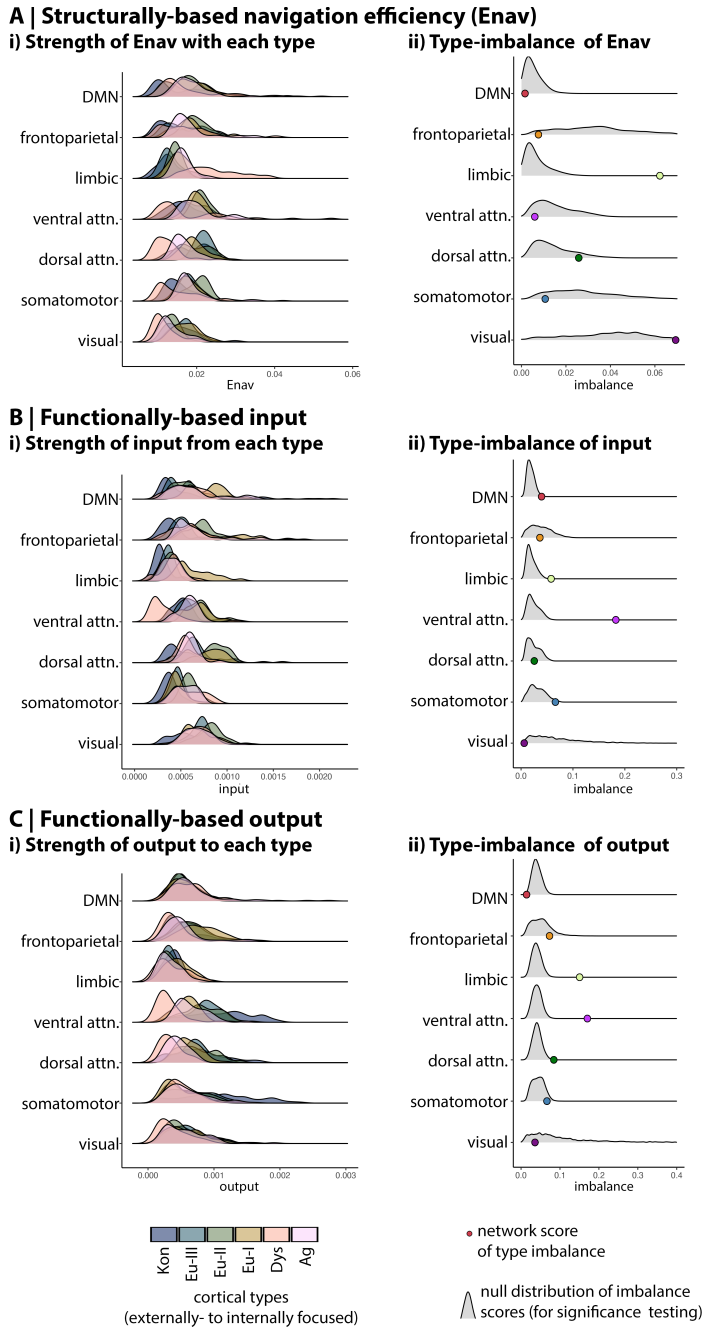 A | Structurally-based navigation efficiency (Enav)
i) Strength of Enav with each type
DMN
frontoparietal
limbic
ventral attn.
dorsal attn.
somatomotor
visual
0.02 0.04 0.06
Enav
ii) Type-imbalance of Enav
DMN
frontoparietal
limbic
ventral attn.
dorsal attn.
somatomotor
visual
0.00 0.02 0.04 0.06
imbalance
B | Functionally-based input
i) Strength of input from each type
DMN
frontoparietal
limbic
ventral attn.
dorsal attn.
somatomotor
visual
0.0000 0.0005 0.0010 0.0015 0.0020
input
ii) Type-imbalance of input
DMN
frontoparietal
limbic
ventral attn.
dorsal attn.
somatomotor
visual
0.0 0.1 0.2 0.3
imbalance
C | Functionally-based output
i) Strength of output to each type
DMN
frontoparietal
limbic
ventral attn.
dorsal attn.
somatomotor
visual
0.000 0.001 0.002 0.003
output
ii) Type-imbalance of output
DMN
frontoparietal
limbic
ventral attn.
dorsal attn.
somatomotor
visual
0.0 0.1 0.2 0.3 0.4
imbalance
Kon
Eu-III
Eu-II
Eu-I
Dys
Ag
cortical types
(externally- to internally focused)
network score
of type imbalance
null distribution of imbalance
scores (for significance testing)